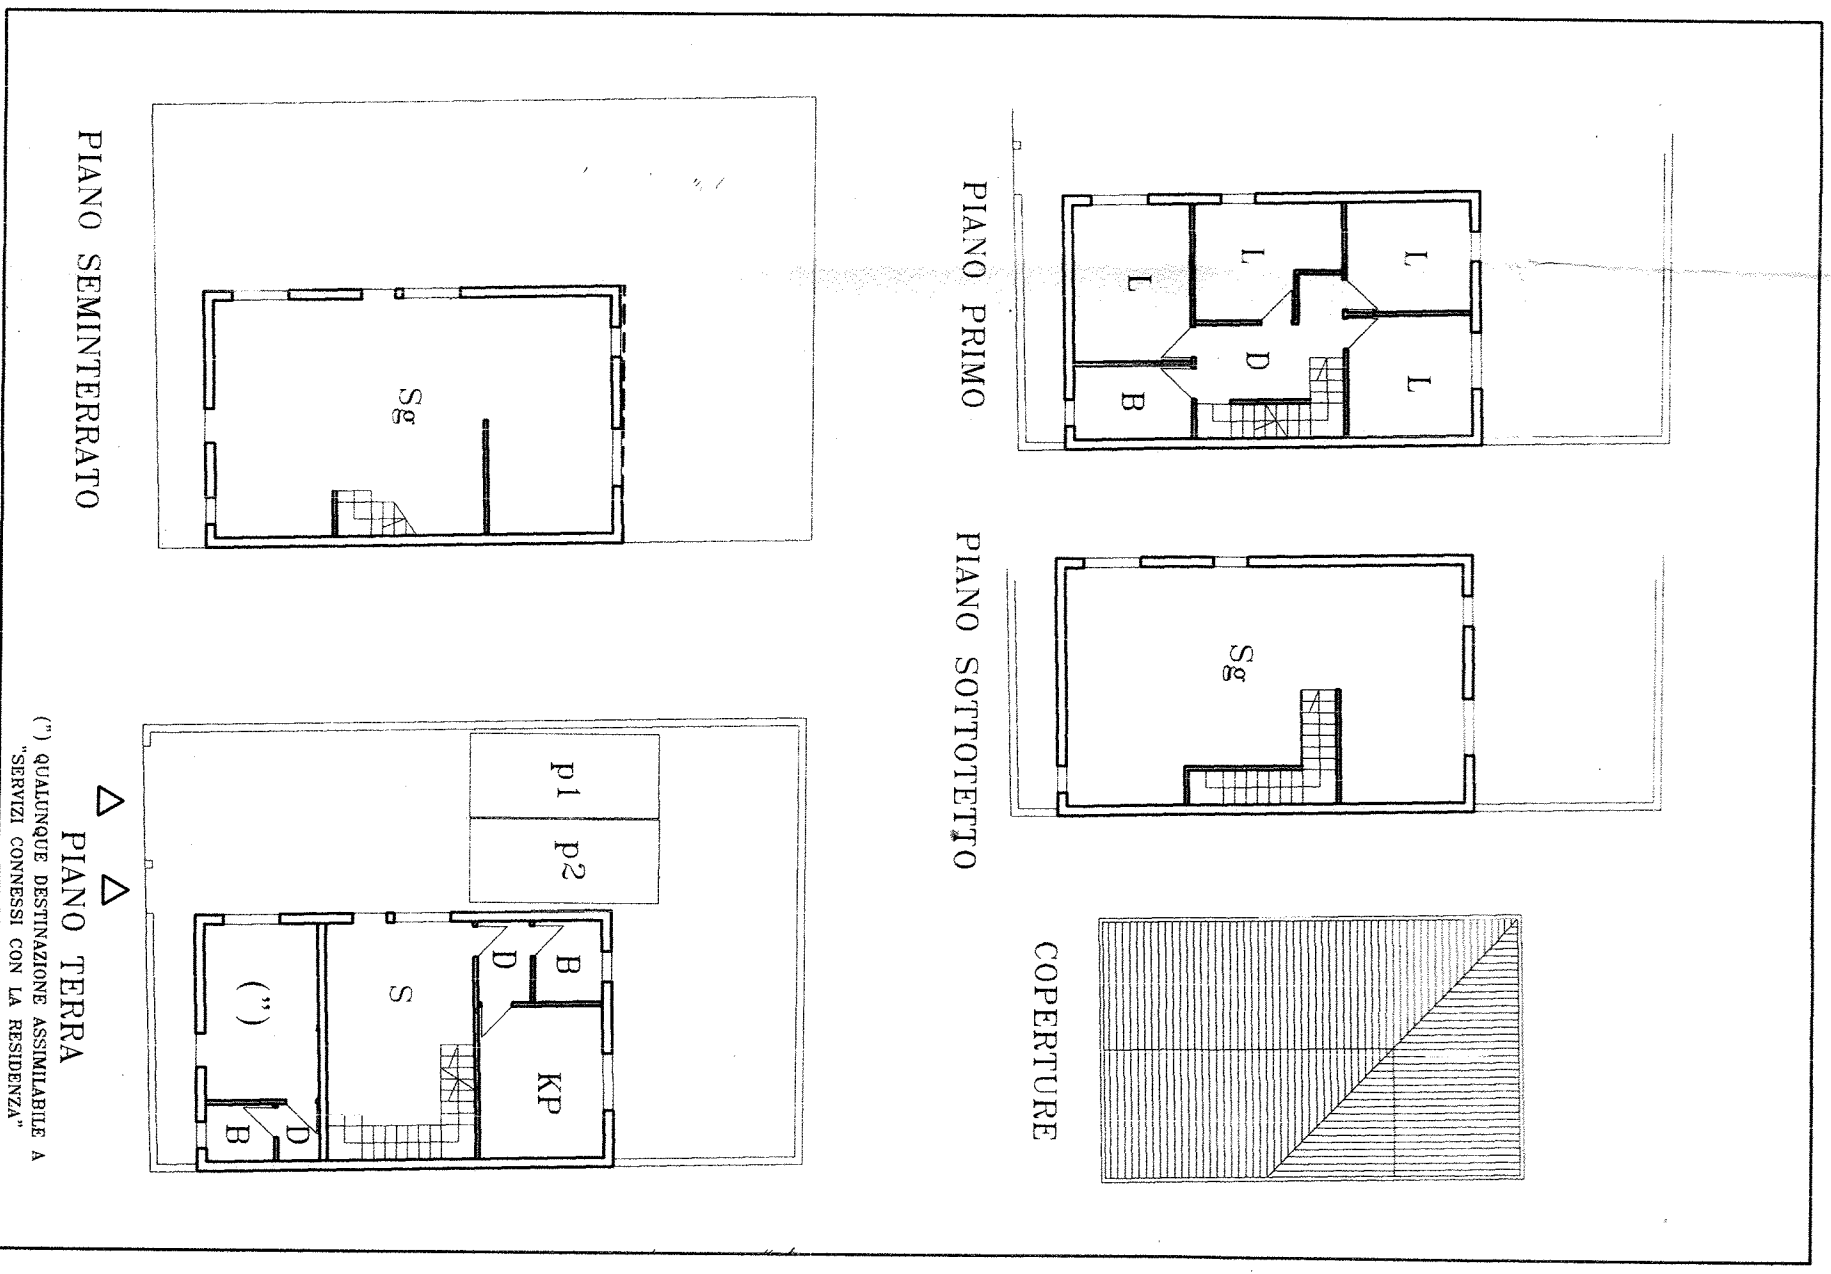 PIANO PRIMO
L
L
L
L
D
B
PIANO SOTTOTETTO
Sg
COPERTURE
PIANO SEMINTERRATO
Sg
PIANO TERRA
p1
p2
B
D
KP
S
(")
D
B
(") QUALUNQUE DESTINAZIONE ASSIMILABILE A
"SERVIZI CONNESSI CON LA RESIDENZA"